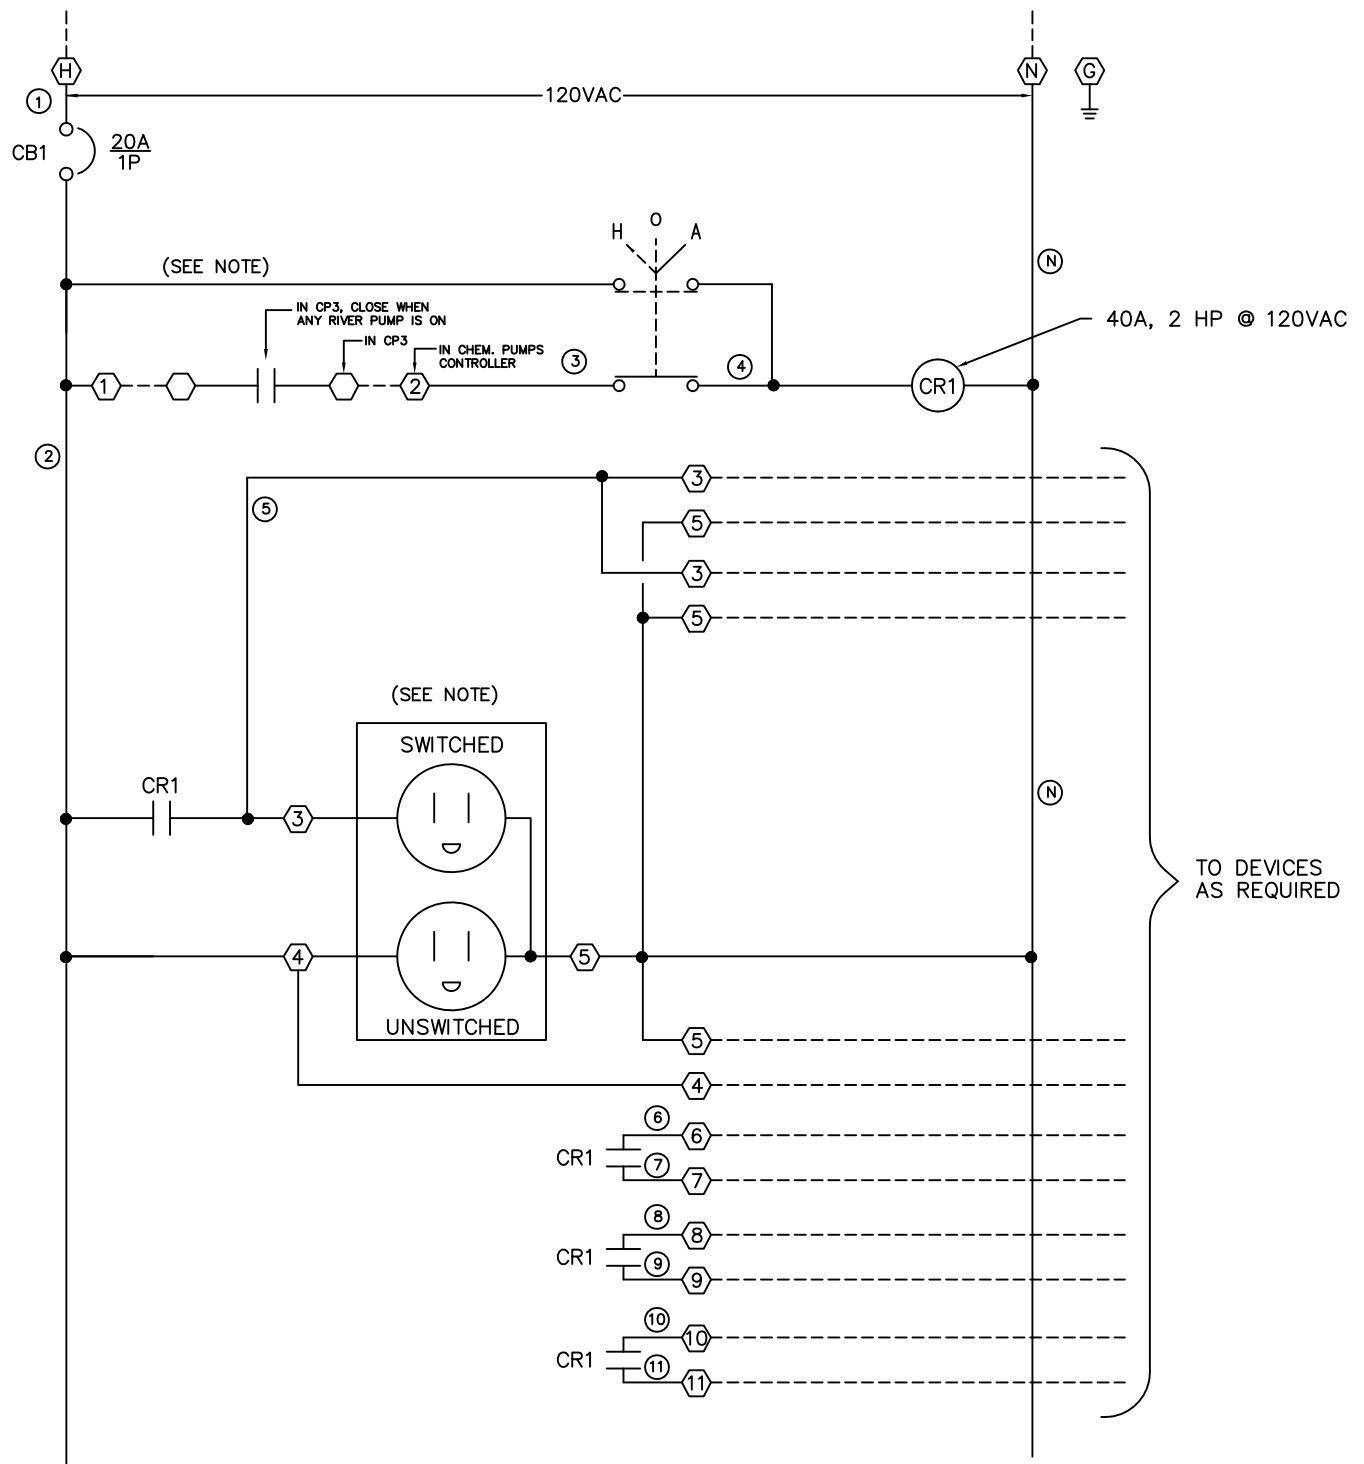 H
N
G
1
120VAC
CB1
20A
1P
H
O
A
(SEE NOTE)
N
IN CP3, CLOSE WHEN
ANY RIVER PUMP IS ON
40A, 2 HP @ 120VAC
IN CP3
IN CHEM. PUMPS
CONTROLLER
3
4
1
2
CR1
2
3
5
5
3
5
(SEE NOTE)
SWITCHED
CR1
N
3
TO DEVICES
AS REQUIRED
4
5
UNSWITCHED
5
4
6
6
CR1
7
7
8
8
CR1
9
9
10
10
CR1
11
11